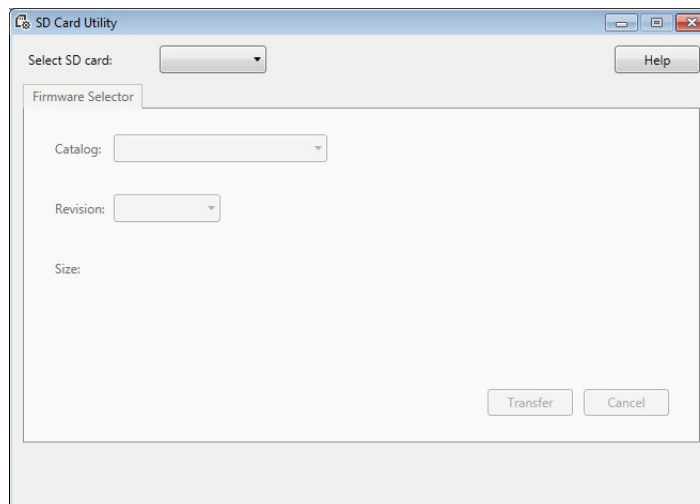 SD Card Utility
Select SD card:
Help
Firmware Selector
Catalog:
Revision:
Size:
Transfer
Cancel